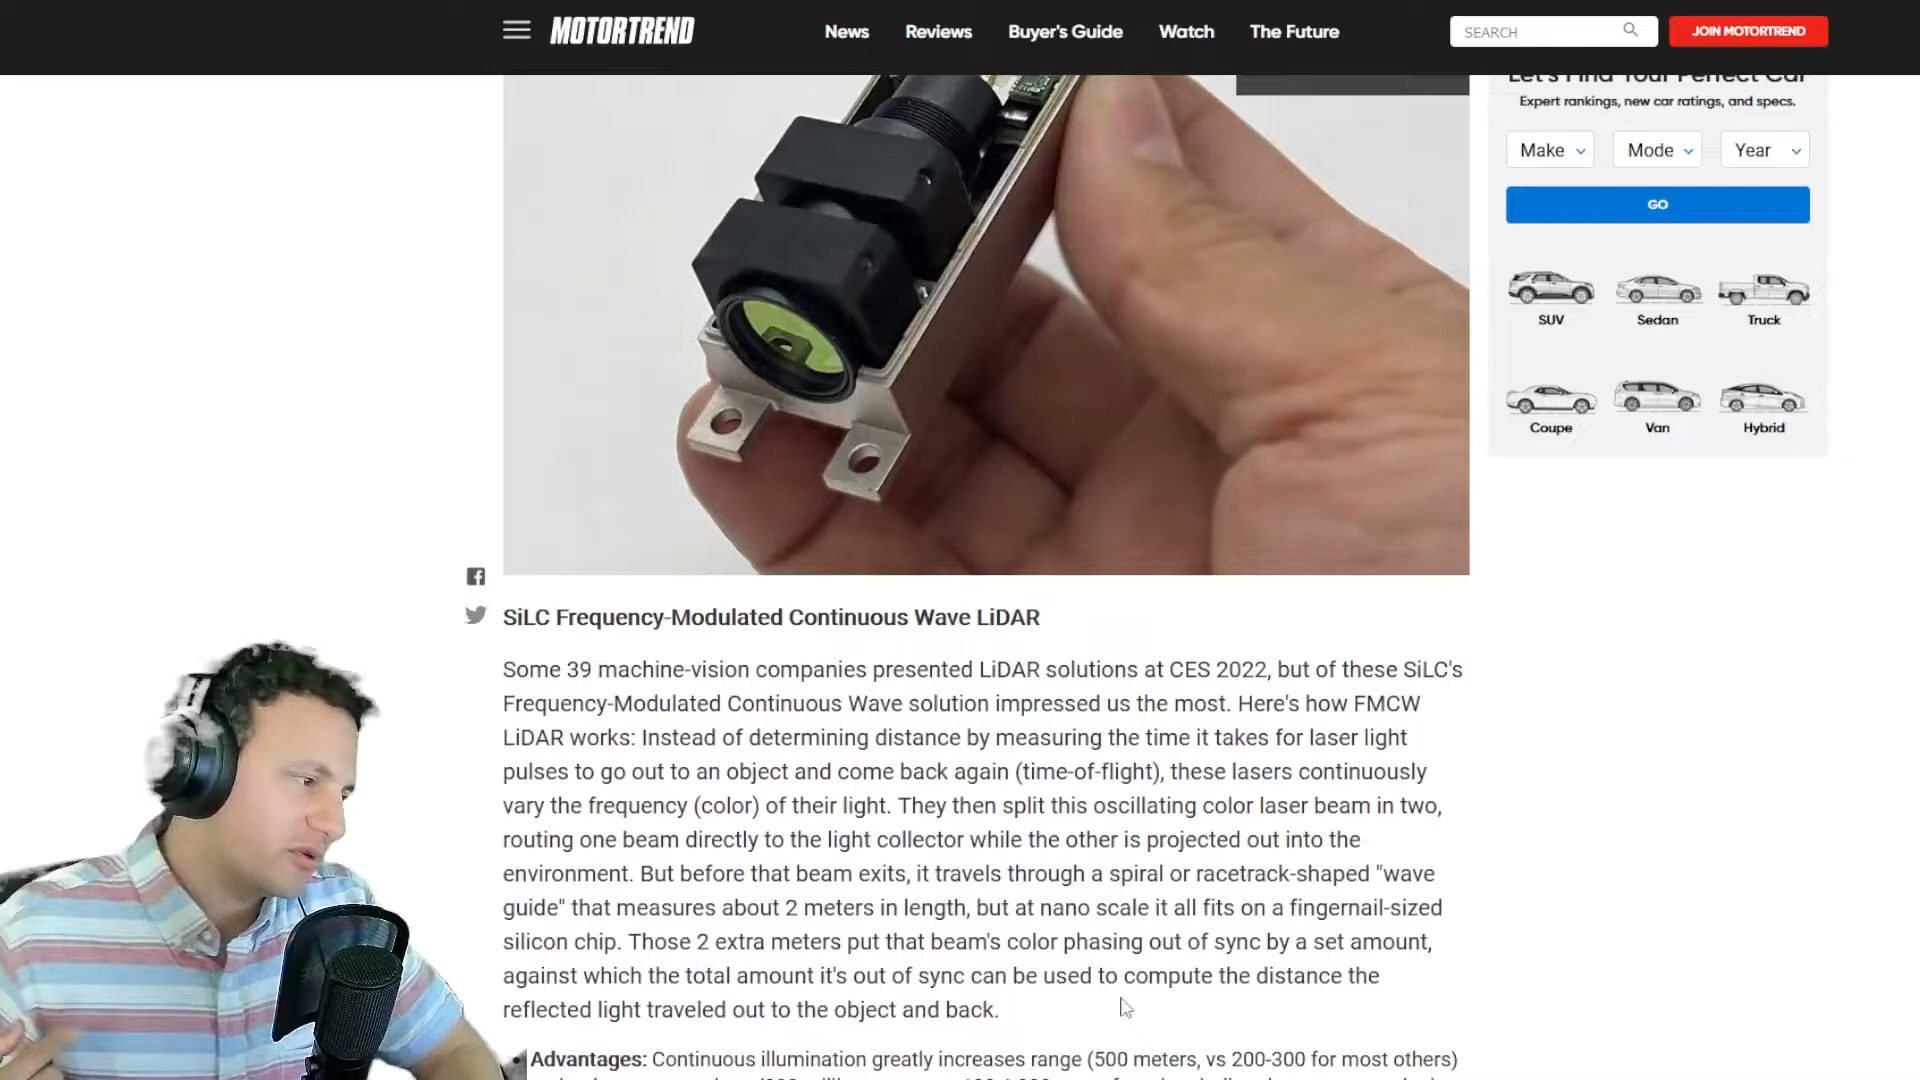 MOTORTREND
News
Reviews
Buyer's Guide
Watch
The Future
SEARCH
JOIN MOTORTREND
Let's Find Your Perfect Car
Expert rankings, new car ratings, and specs.
Make
Mode
Year
GO
SUV
Sedan
Truck
Coupe
Van
Hybrid
SiLC Frequency-Modulated Continuous Wave LiDAR
Some 39 machine-vision companies presented LiDAR solutions at CES 2022, but of these SiLC's
Frequency-Modulated Continuous Wave solution impressed us the most. Here's how FMCW
LiDAR works: Instead of determining distance by measuring the time it takes for laser light
pulses to go out to an object and come back again (time-of-flight), these lasers continuously
vary the frequency (color) of their light. They then split this oscillating color laser beam in two,
routing one beam directly to the light collector while the other is projected out into the
environment. But before that beam exits, it travels through a spiral or racetrack-shaped "wave
guide" that measures about 2 meters in length, but at nano scale it all fits on a fingernail-sized
silicon chip. Those 2 extra meters put that beam's color phasing out of sync by a set amount,
against which the total amount it's out of sync can be used to compute the distance the
reflected light traveled out to the object and back.
• Advantages: Continuous illumination greatly increases range (500 meters, vs 200-300 for most others)